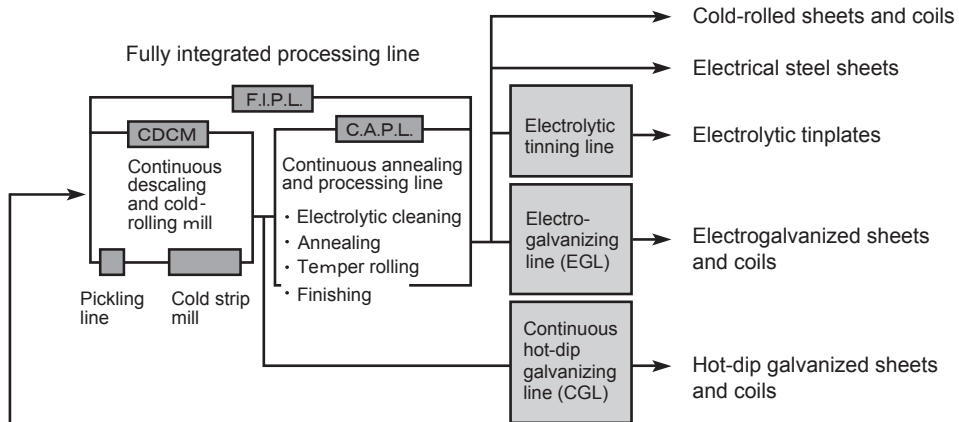 Cold-rolled sheets and coils
Fully integrated processing line
Electrical steel sheets
F.I.P.L.
CDCM
C.A.P.L.
Electrolytic
tinning line
Electrolytic tinplates
Continuous
descaling
and cold-
rolling mill
Continuous annealing
and processing line
・Electrolytic cleaning
・Annealing
・Temper rolling
・Finishing
Electro-
galvanizing
line (EGL)
Electrogalvanized sheets
and coils
Pickling
line
Cold strip
mill
Continuous
hot-dip
galvanizing
line (CGL)
Hot-dip galvanized sheets
and coils